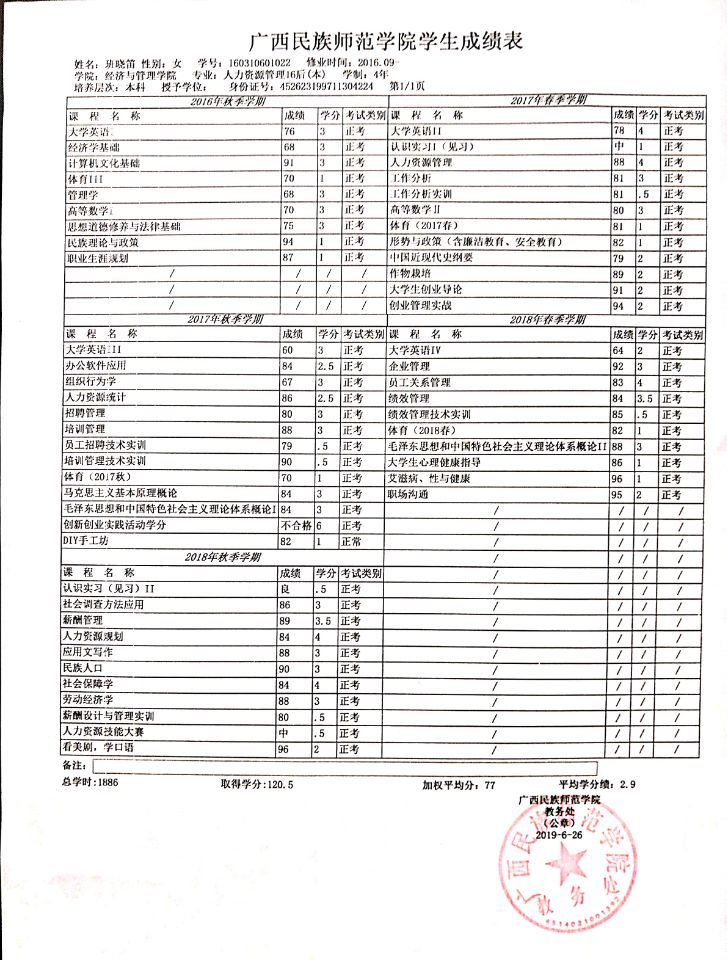 广西民族师范学院学生成绩表
姓名：班晓笛 性别：女 学号：160310601022 修业时间：2016.09-
学院：经济与管理学院 专业：人力资源管理16后(本) 学制：4年
培养层次：本科 授予学位： 身份证号：452623199711304224 第1/1页
2016年秋季学期 2017年春季学期
课 程 名 称 成绩 学分 考试类别 课 程 名 称 成绩 学分 考试类别
大学英语I 76 3 正考 大学英语II 78 4 正考
经济学基础 68 3 正考 认识实习I（见习） 中 1 正考
计算机文化基础 91 3 正考 人力资源管理 88 4 正考
体育III 70 1 正考 工作分析 81 3 正考
管理学 68 3 正考 工作分析实训 81 .5 正考
高等数学I 70 3 正考 高等数学II 80 3 正考
思想道德修养与法律基础 75 3 正考 体育（2017春） 81 1 正考
民族理论与政策 94 1 正考 形势与政策（含廉洁教育、安全教育） 82 1 正考
职业生涯规划 87 1 正考 中国近现代史纲要 79 2 正考
/ / / / 作物栽培 89 2 正考
/ / / / 大学生创业导论 91 2 正考
/ / / / 创业管理实战 94 2 正考
2017年秋季学期 2018年春季学期
课 程 名 称 成绩 学分 考试类别 课 程 名 称 成绩 学分 考试类别
大学英语III 60 3 正考 大学英语IV 64 2 正考
办公软件应用 84 2.5 正考 企业管理 92 3 正考
组织行为学 67 3 正考 员工关系管理 83 4 正考
人力资源统计 86 2.5 正考 绩效管理 84 3.5 正考
招聘管理 80 3 正考 绩效管理技术实训 85 .5 正考
培训管理 88 3 正考 体育（2018春） 82 1 正考
员工招聘技术实训 79 .5 正考 毛泽东思想和中国特色社会主义理论体系概论II 88 3 正考
培训管理技术实训 90 .5 正考 大学生心理健康指导 86 1 正考
体育（2017秋） 70 1 正考 艾滋病、性与健康 96 1 正考
马克思主义基本原理概论 84 3 正考 职场沟通 95 2 正考
毛泽东思想和中国特色社会主义理论体系概论I 84 3 正考 / / / /
创新创业实践活动学分 不合格 6 正考 / / / /
DIY手工坊 82 1 正常 / / / /
2018年秋季学期 / / / /
课 程 名 称 成绩 学分 考试类别 / / / /
认识实习（见习）II 良 .5 正考 / / / /
社会调查方法应用 86 3 正考 / / / /
薪酬管理 89 3.5 正考 / / / /
人力资源规划 84 4 正考 / / / /
应用文写作 88 3 正考 / / / /
民族人口 90 3 正考 / / / /
社会保障学 84 4 正考 / / / /
劳动经济学 88 3 正考 / / / /
薪酬设计与管理实训 80 .5 正考 / / / /
人力资源技能大赛 中 .5 正考 / / / /
看美剧，学口语 96 2 正考 / / / /
备注：
总学时:1886 取得学分:120.5 加权平均分：77 平均学分绩：2.9
广西民族师范学院
教务处
（公章）
2019-6-26
广西民族师范学院
教务处